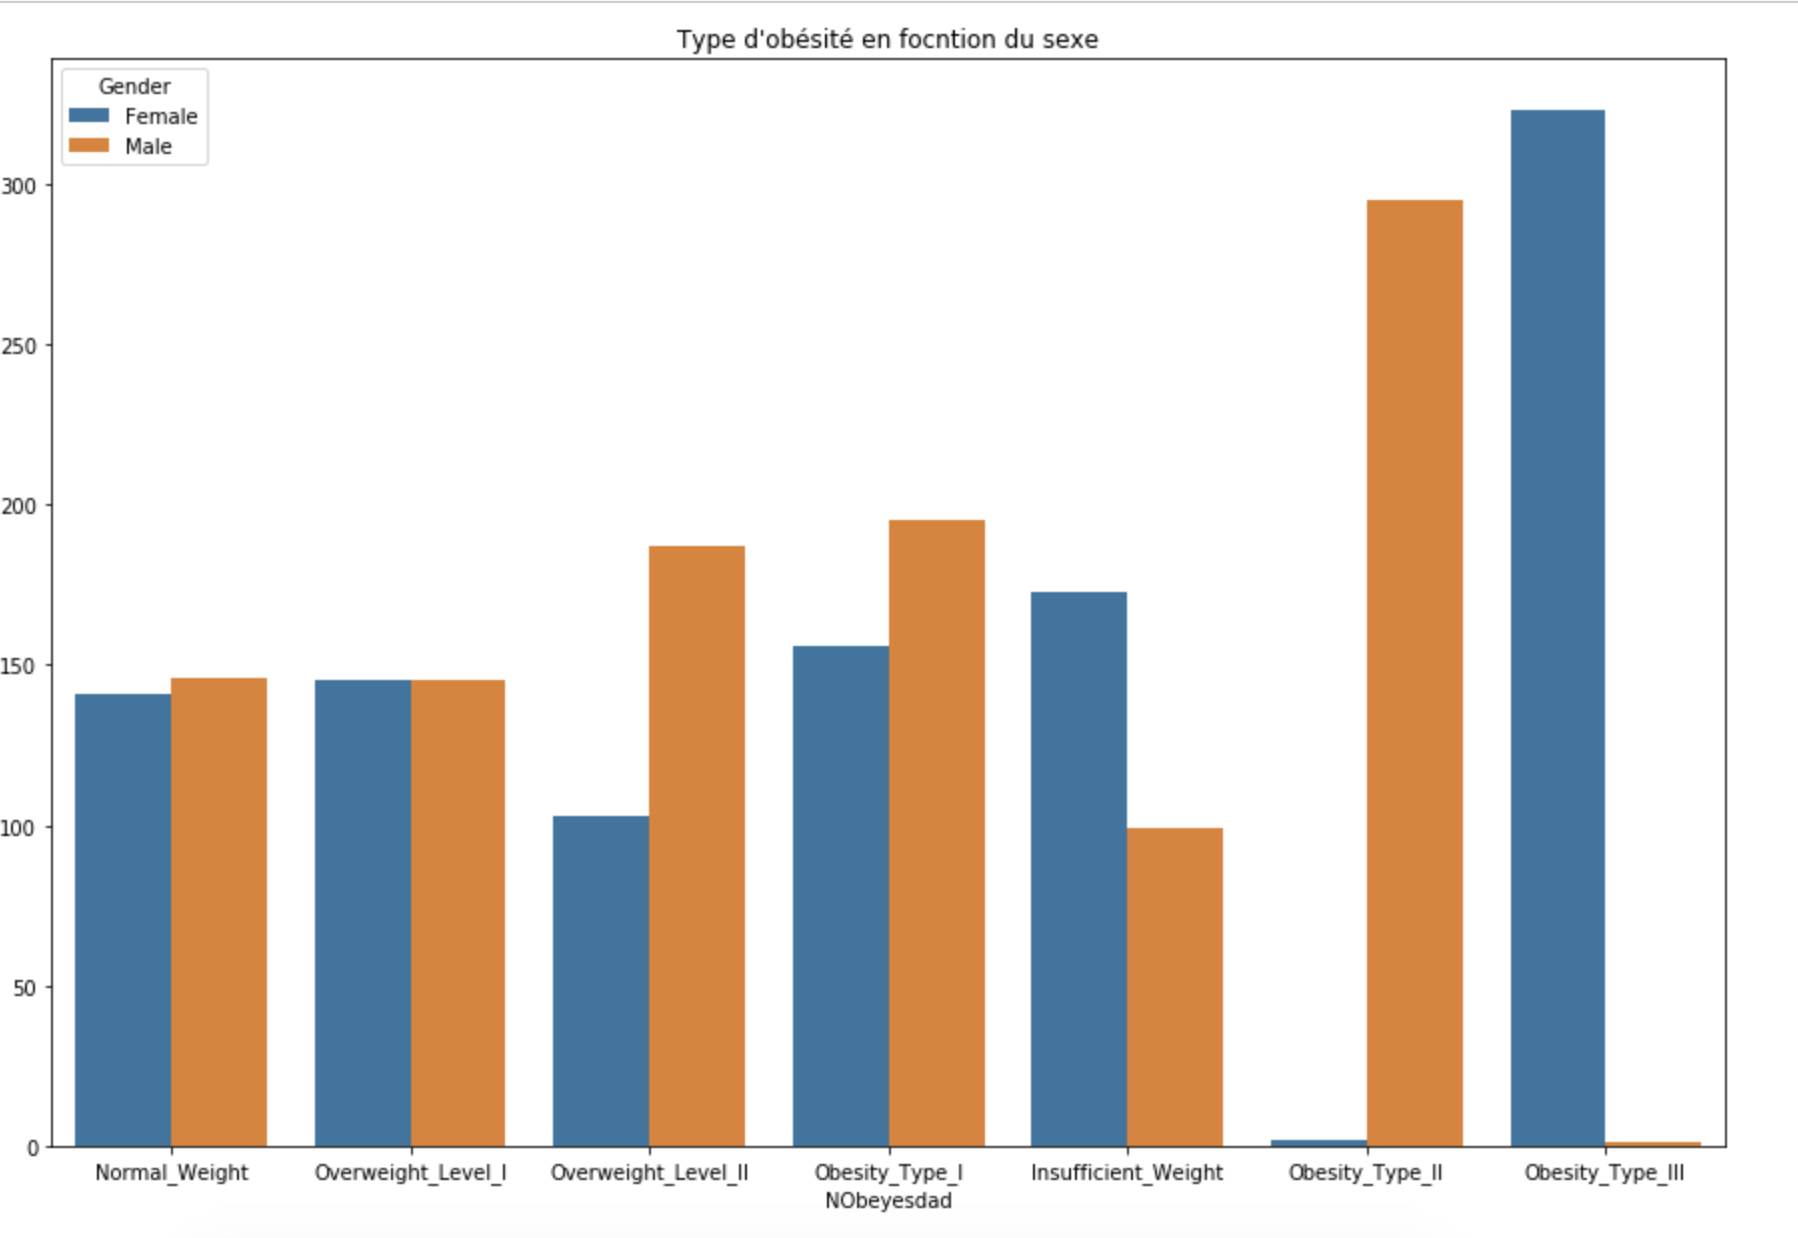 Type d'obésité en focntion du sexe
Gender
Female
Male
300
250
200
150
100
50
0
Normal_Weight Overweight_Level_I Overweight_Level_II Obesity_Type_I Insufficient_Weight Obesity_Type_II Obesity_Type_III
NObeyesdad